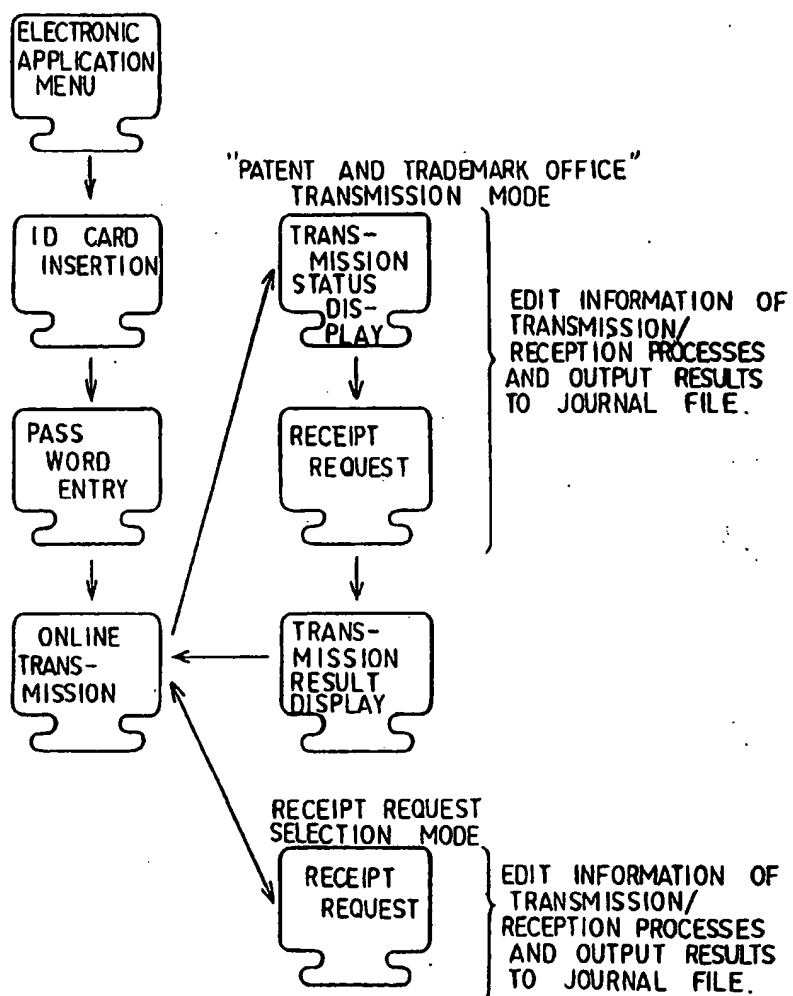 ELECTRONIC
APPLICATION
MENU
ID CARD
INSERTION
PASS
WORD
ENTRY
ONLINE
TRANS-
MISSION
"PATENT AND TRADEMARK OFFICE"
TRANSMISSION MODE
TRANS-
MISSION
STATUS
DIS-
PLAY
RECEIPT
REQUEST
TRANS-
MISSION
RESULT
DISPLAY
EDIT INFORMATION OF
TRANSMISSION/
RECEPTION PROCESSES
AND OUTPUT RESULTS
TO JOURNAL FILE.
RECEIPT REQUEST
SELECTION MODE
RECEIPT
REQUEST
EDIT INFORMATION OF
TRANSMISSION/
RECEPTION PROCESSES
AND OUTPUT RESULTS
TO JOURNAL FILE.